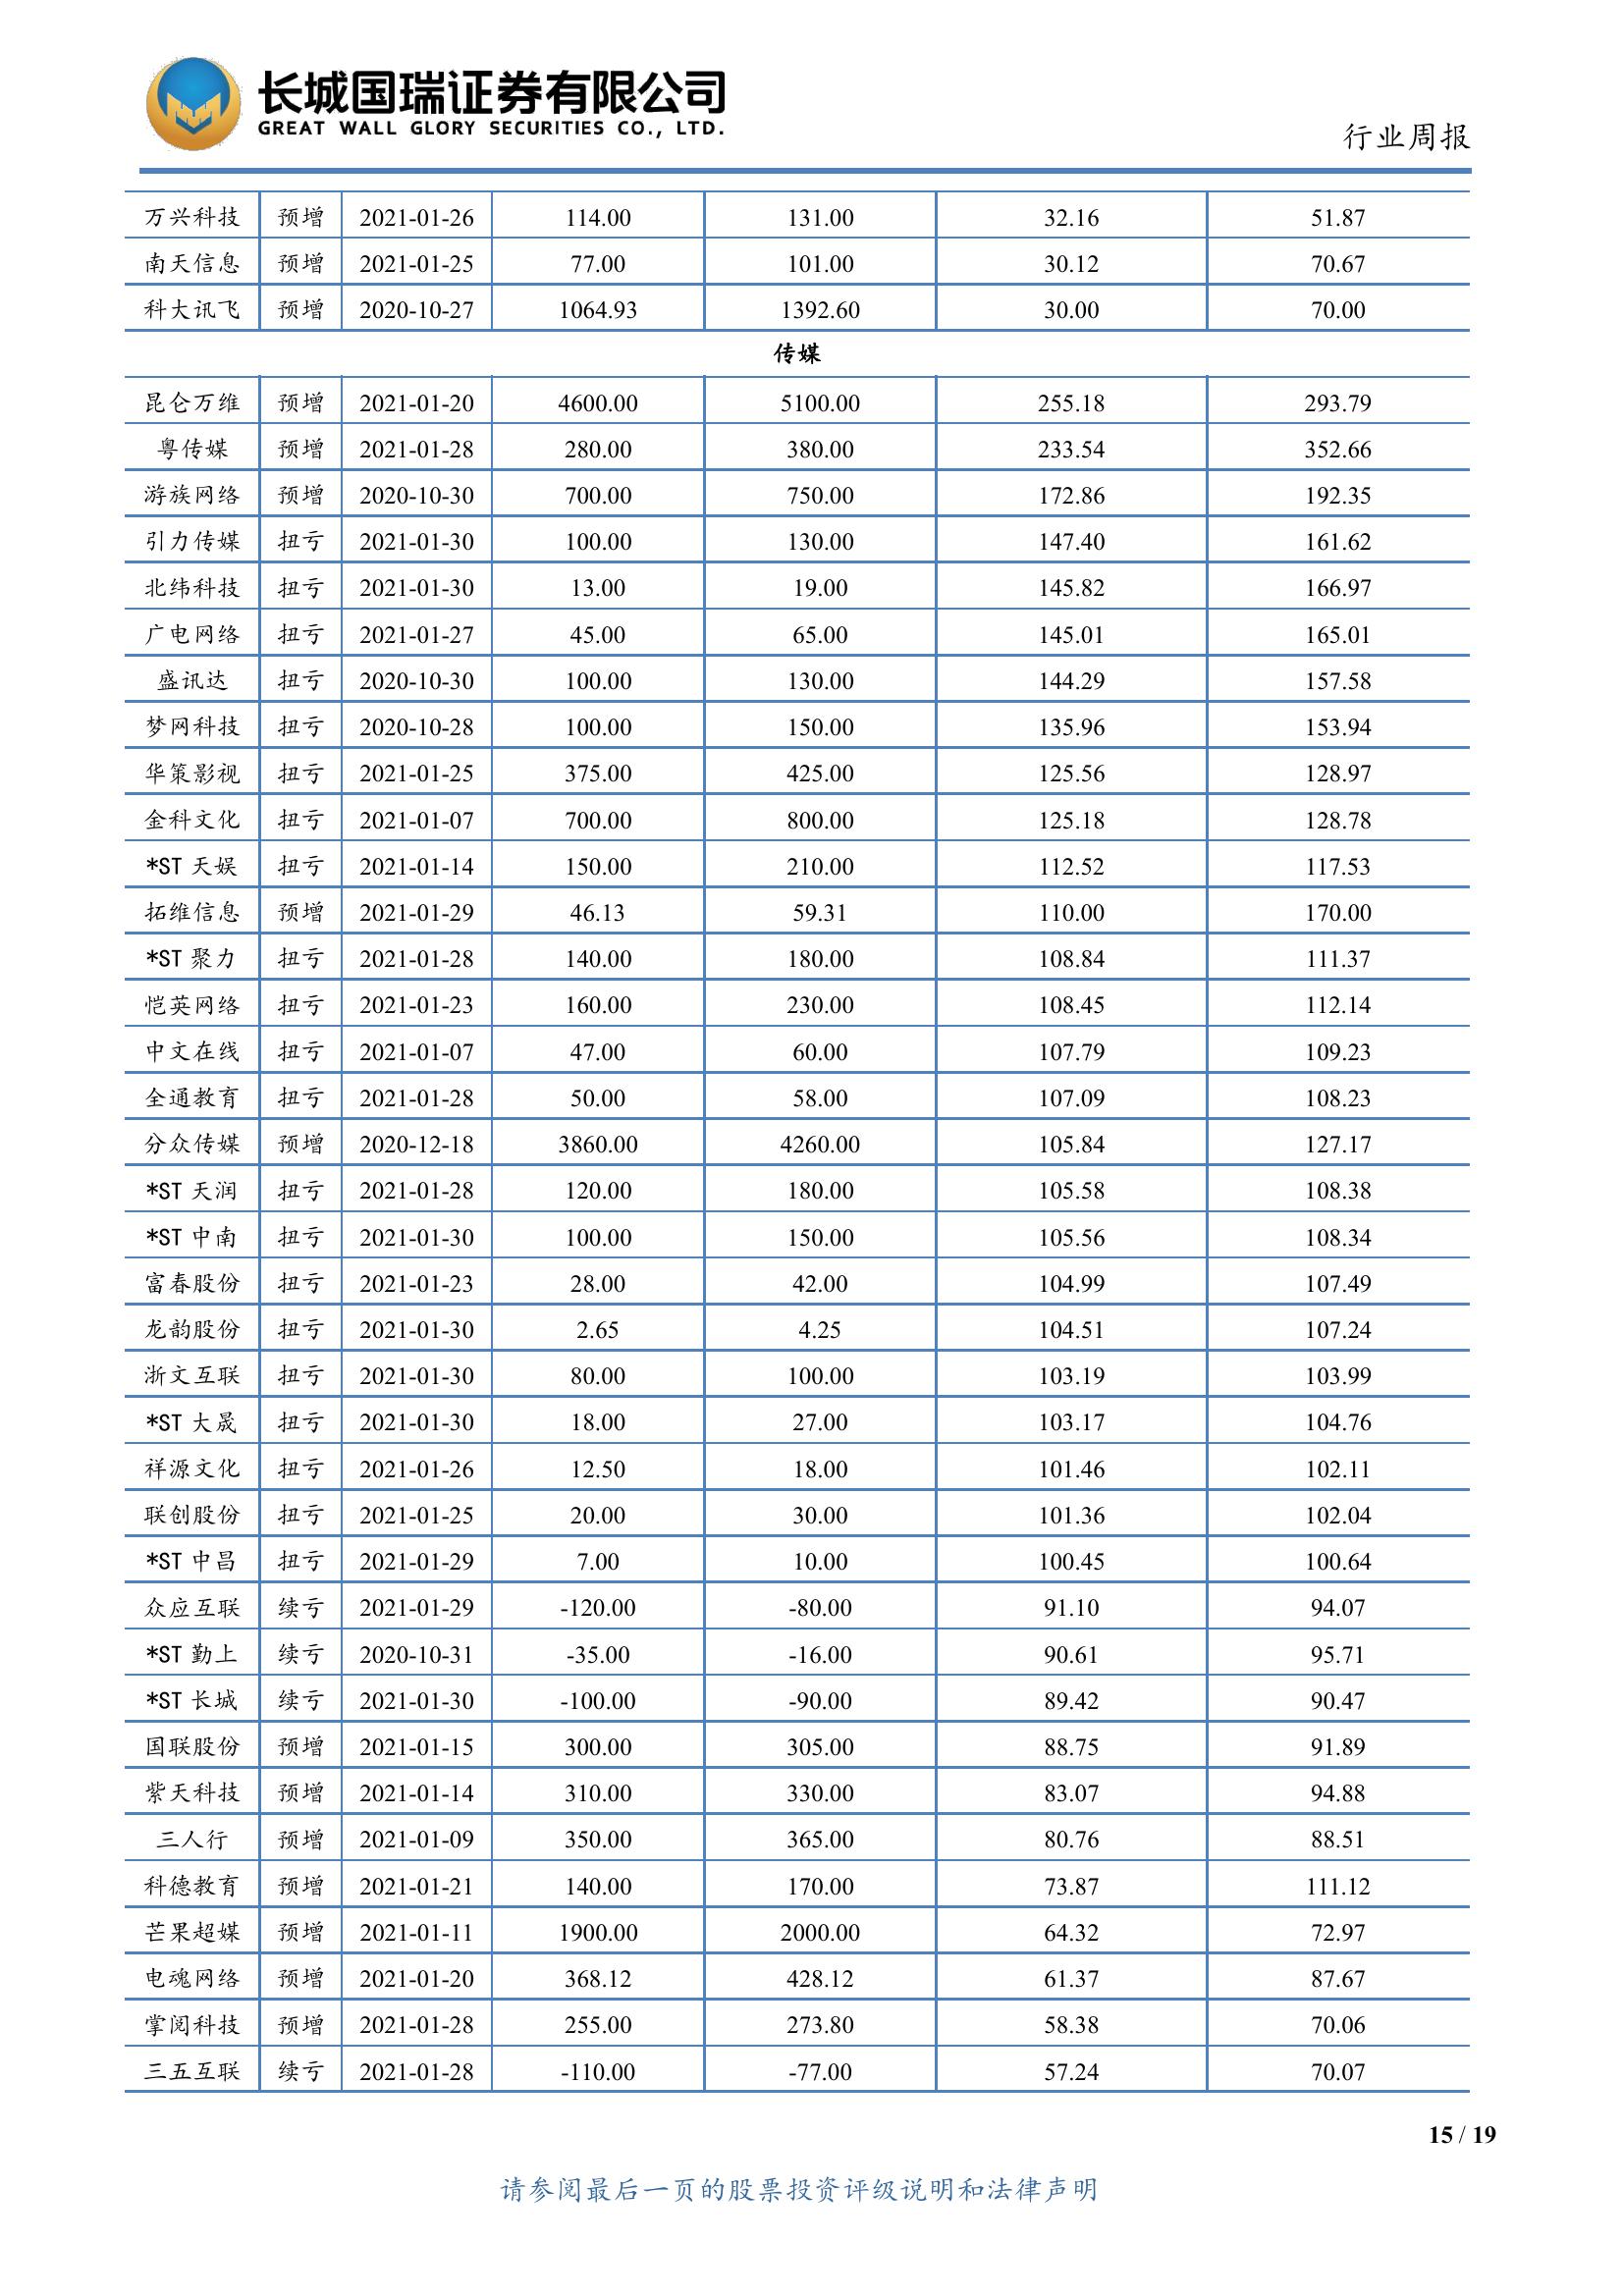 长城国瑞证券有限公司
GREAT WALL GLORY SECURITIES CO., LTD.
行业周报
万兴科技 预增 2021-01-26 114.00 131.00 32.16 51.87
南天信息 预增 2021-01-25 77.00 101.00 30.12 70.67
科大讯飞 预增 2020-10-27 1064.93 1392.60 30.00 70.00
传媒
昆仑万维 预增 2021-01-20 4600.00 5100.00 255.18 293.79
粤传媒 预增 2021-01-28 280.00 380.00 233.54 352.66
游族网络 预增 2020-10-30 700.00 750.00 172.86 192.35
引力传媒 扭亏 2021-01-30 100.00 130.00 147.40 161.62
北纬科技 扭亏 2021-01-30 13.00 19.00 145.82 166.97
广电网络 扭亏 2021-01-27 45.00 65.00 145.01 165.01
盛讯达 扭亏 2020-10-30 100.00 130.00 144.29 157.58
梦网科技 扭亏 2020-10-28 100.00 150.00 135.96 153.94
华策影视 扭亏 2021-01-25 375.00 425.00 125.56 128.97
金科文化 扭亏 2021-01-07 700.00 800.00 125.18 128.78
*ST 天娱 扭亏 2021-01-14 150.00 210.00 112.52 117.53
拓维信息 预增 2021-01-29 46.13 59.31 110.00 170.00
*ST 聚力 扭亏 2021-01-28 140.00 180.00 108.84 111.37
恺英网络 扭亏 2021-01-23 160.00 230.00 108.45 112.14
中文在线 扭亏 2021-01-07 47.00 60.00 107.79 109.23
全通教育 扭亏 2021-01-28 50.00 58.00 107.09 108.23
分众传媒 预增 2020-12-18 3860.00 4260.00 105.84 127.17
*ST 天润 扭亏 2021-01-28 120.00 180.00 105.58 108.38
*ST 中南 扭亏 2021-01-30 100.00 150.00 105.56 108.34
富春股份 扭亏 2021-01-23 28.00 42.00 104.99 107.49
龙韵股份 扭亏 2021-01-30 2.65 4.25 104.51 107.24
浙文互联 扭亏 2021-01-30 80.00 100.00 103.19 103.99
*ST 大晟 扭亏 2021-01-30 18.00 27.00 103.17 104.76
祥源文化 扭亏 2021-01-26 12.50 18.00 101.46 102.11
联创股份 扭亏 2021-01-25 20.00 30.00 101.36 102.04
*ST 中昌 扭亏 2021-01-29 7.00 10.00 100.45 100.64
众应互联 续亏 2021-01-29 -120.00 -80.00 91.10 94.07
*ST 勤上 续亏 2020-10-31 -35.00 -16.00 90.61 95.71
*ST 长城 续亏 2021-01-30 -100.00 -90.00 89.42 90.47
国联股份 预增 2021-01-15 300.00 305.00 88.75 91.89
紫天科技 预增 2021-01-14 310.00 330.00 83.07 94.88
三人行 预增 2021-01-09 350.00 365.00 80.76 88.51
科德教育 预增 2021-01-21 140.00 170.00 73.87 111.12
芒果超媒 预增 2021-01-11 1900.00 2000.00 64.32 72.97
电魂网络 预增 2021-01-20 368.12 428.12 61.37 87.67
掌阅科技 预增 2021-01-28 255.00 273.80 58.38 70.06
三五互联 续亏 2021-01-28 -110.00 -77.00 57.24 70.07
15 / 19
请参阅最后一页的股票投资评级说明和法律声明